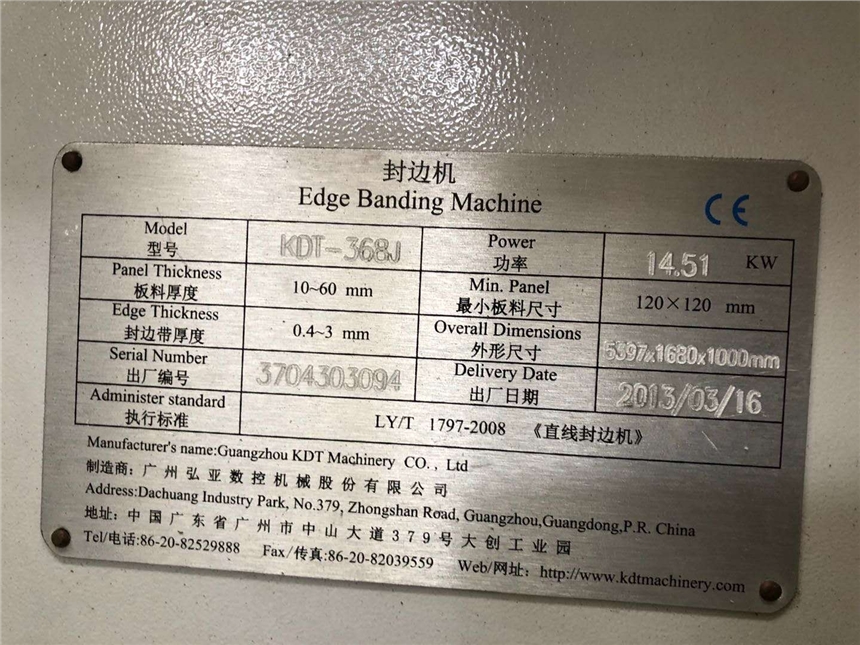 封边机
Edge Banding Machine
CE
Model 型号 KDT-368J Power 功率 14.51 KW
Panel Thickness 板料厚度 10~60 mm Min. Panel 最小板料尺寸 120×120 mm
Edge Thickness 封边带厚度 0.4~3 mm Overall Dimensions 外形尺寸 5397x1680x1000mm
Serial Number 出厂编号 3704303094 Delivery Date 出厂日期 2013/03/16
Administer standard 执行标准 LY/T 1797-2008 《直线封边机》
Manufacturer's name:Guangzhou KDT Machinery CO., Ltd
制造商：广州弘亚数控机械股份有限公司
Address:Dachuang Industry Park, No.379, Zhongshan Road, Guangzhou,Guangdong,P.R. China
地址：中国广东省广州市中山大道379号大创工业园
Tel/电话:86-20-82529888 Fax/传真:86-20-82039559 Web/网址：http://www.kdtmachinery.com